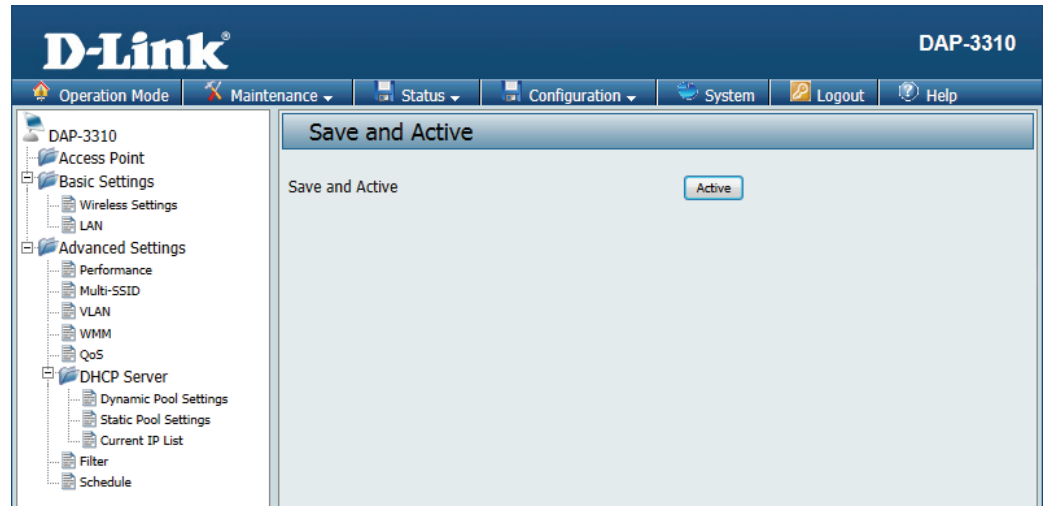 D-Link®
DAP-3310
Operation Mode Maintenance Status Configuration System Logout Help
DAP-3310
Access Point
Basic Settings
Wireless Settings
LAN
Advanced Settings
Performance
Multi-SSID
VLAN
WMM
QoS
DHCP Server
Dynamic Pool Settings
Static Pool Settings
Current IP List
Filter
Schedule
Save and Active
Save and Active Active